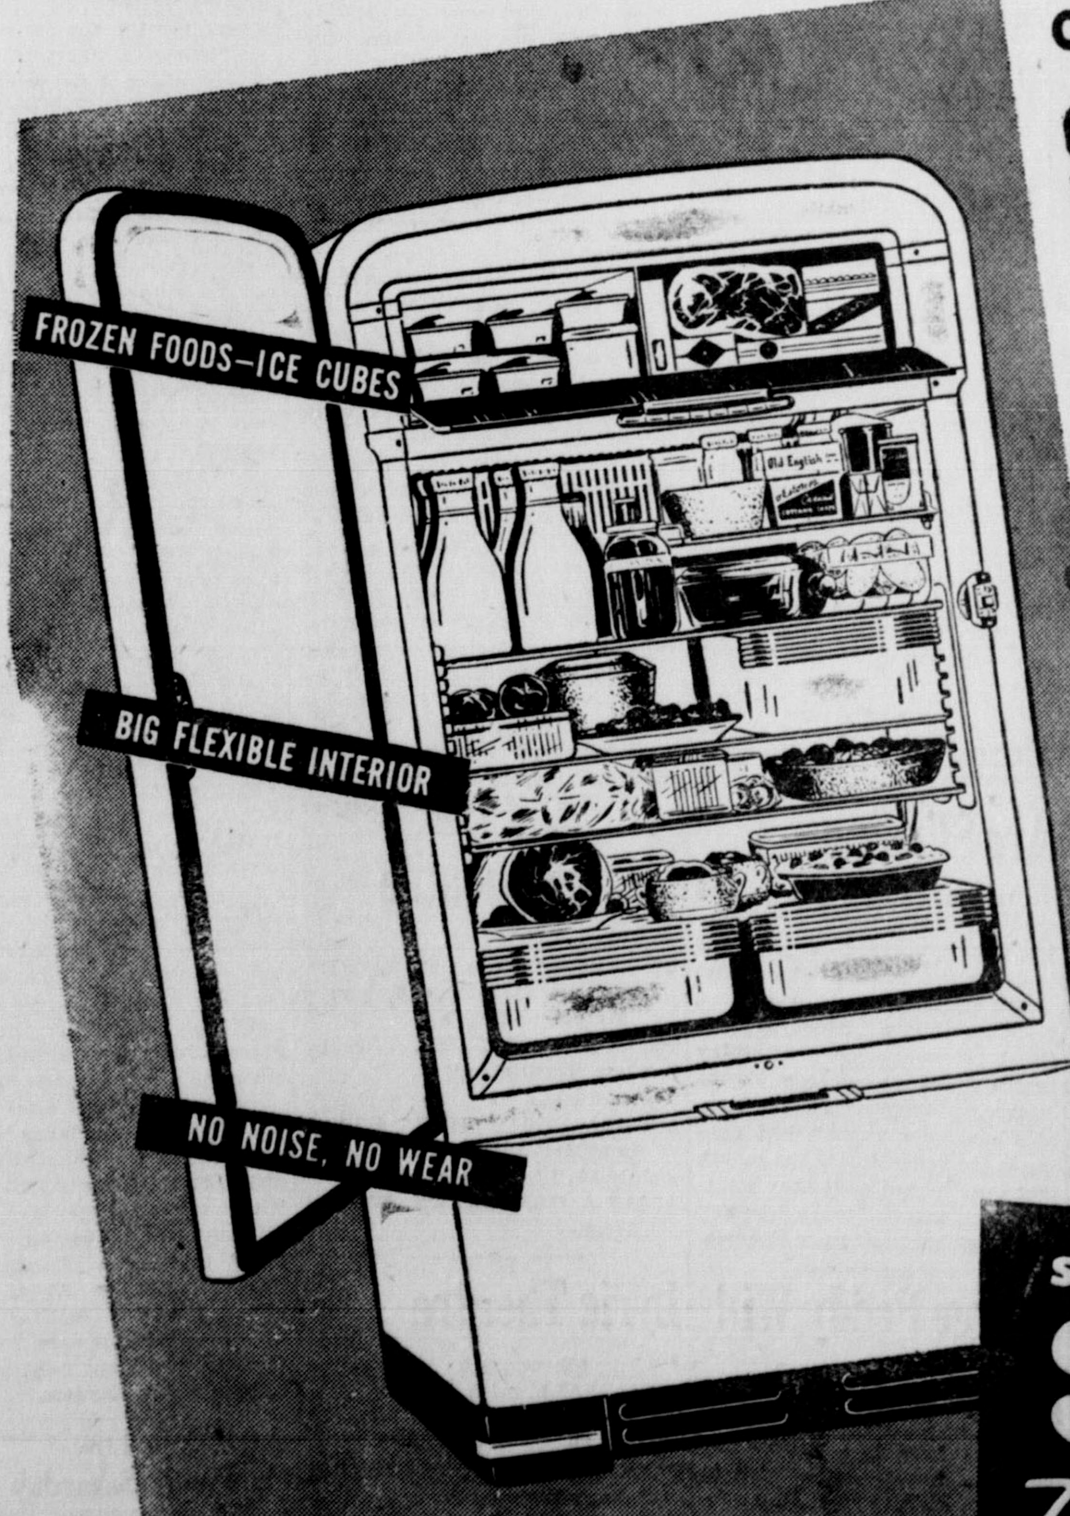 FROZEN FOODS—ICE CUBES
Old English
BIG FLEXIBLE INTERIOR
NO NOISE, NO WEAR